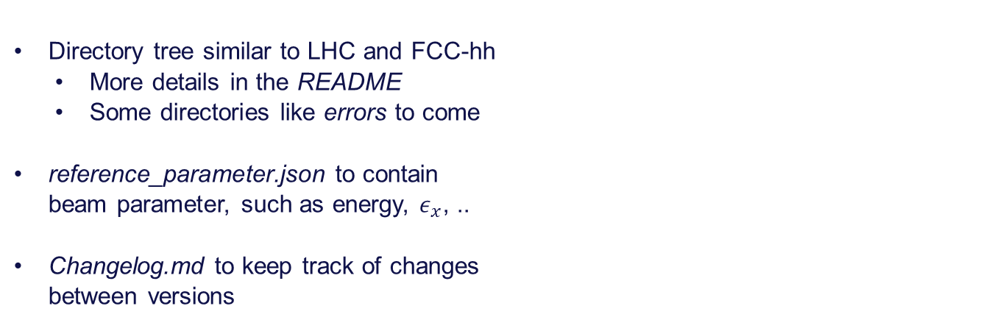 • Directory tree similar to LHC and FCC-hh
• More details in the README
• Some directories like errors to come
• reference_parameter.json to contain
beam parameter, such as energy, ϵₓ, ..
• Changelog.md to keep track of changes
between versions